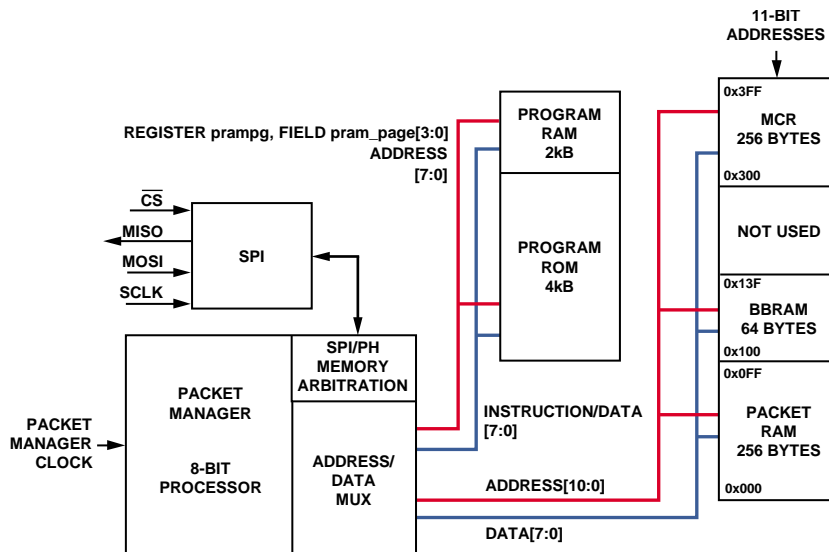 11-BIT
ADDRESSES
0x3FF
MCR
256 BYTES
0x300
NOT USED
0x13F
BBRAM
64 BYTES
0x100
0x0FF
PACKET
RAM
256 BYTES
0x000
PROGRAM
RAM
2kB
PROGRAM
ROM
4kB
REGISTER prampg, FIELD pram_page[3:0]
ADDRESS
[7:0]
CS
MISO
MOSI
SCLK
SPI
SPI/PH
MEMORY
ARBITRATION
PACKET
MANAGER
8-BIT
PROCESSOR
ADDRESS/
DATA
MUX
PACKET
MANAGER
CLOCK
INSTRUCTION/DATA
[7:0]
ADDRESS[10:0]
DATA[7:0]